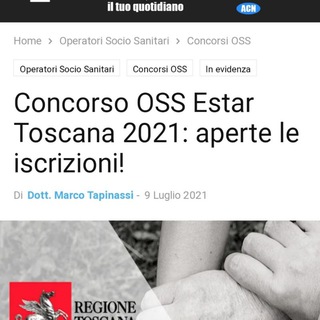 il tuo quotidiano
ACN
Home > Operatori Socio Sanitari > Concorsi OSS
Operatori Socio Sanitari Concorsi OSS In evidenza
Concorso OSS Estar
Toscana 2021: aperte le
iscrizioni!
Di Dott. Marco Tapinassi - 9 Luglio 2021
REGIONE
TOSCANA